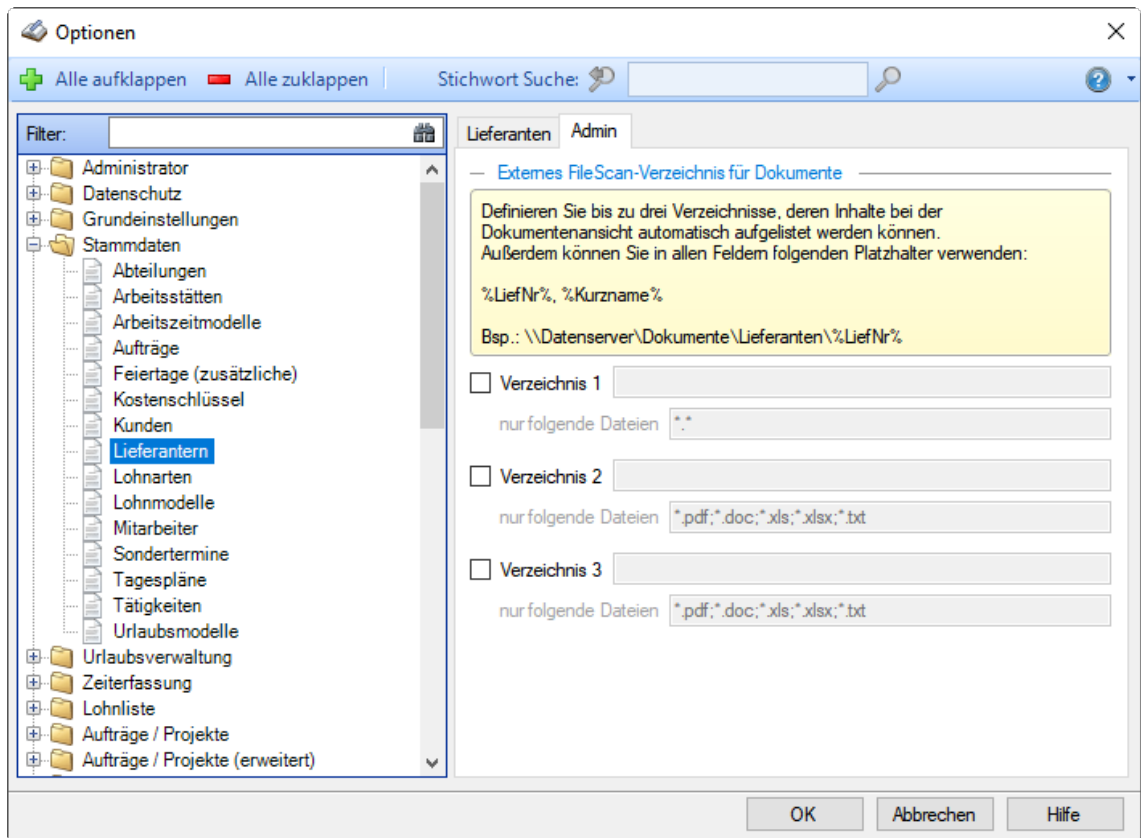 Optionen
Alle aufklappen Alle zuklappen Stichwort Suche:
Filter:
Administrator
Datenschutz
Grundeinstellungen
Stammdaten
Abteilungen
Arbeitsstätten
Arbeitszeitmodelle
Aufträge
Feiertage (zusätzliche)
Kostenschlüssel
Kunden
Lieferantern
Lohnarten
Lohnmodelle
Mitarbeiter
Sondertermine
Tagespläne
Tätigkeiten
Urlaubsmodelle
Urlaubsverwaltung
Zeiterfassung
Lohnliste
Aufträge / Projekte
Aufträge / Projekte (erweitert)
Lieferanten Admin
Externes FileScan-Verzeichnis für Dokumente
Definieren Sie bis zu drei Verzeichnisse, deren Inhalte bei der
Dokumentenansicht automatisch aufgelistet werden können.
Außerdem können Sie in allen Feldern folgenden Platzhalter verwenden:
%LiefNr%, %Kurzname%
Bsp.: \\Datenserver\Dokumente\Lieferanten\%LiefNr%
Verzeichnis 1
nur folgende Dateien *.*
Verzeichnis 2
nur folgende Dateien *.pdf;*.doc;*.xls;*.xlsx;*.txt
Verzeichnis 3
nur folgende Dateien *.pdf;*.doc;*.xls;*.xlsx;*.txt
OK Abbrechen Hilfe